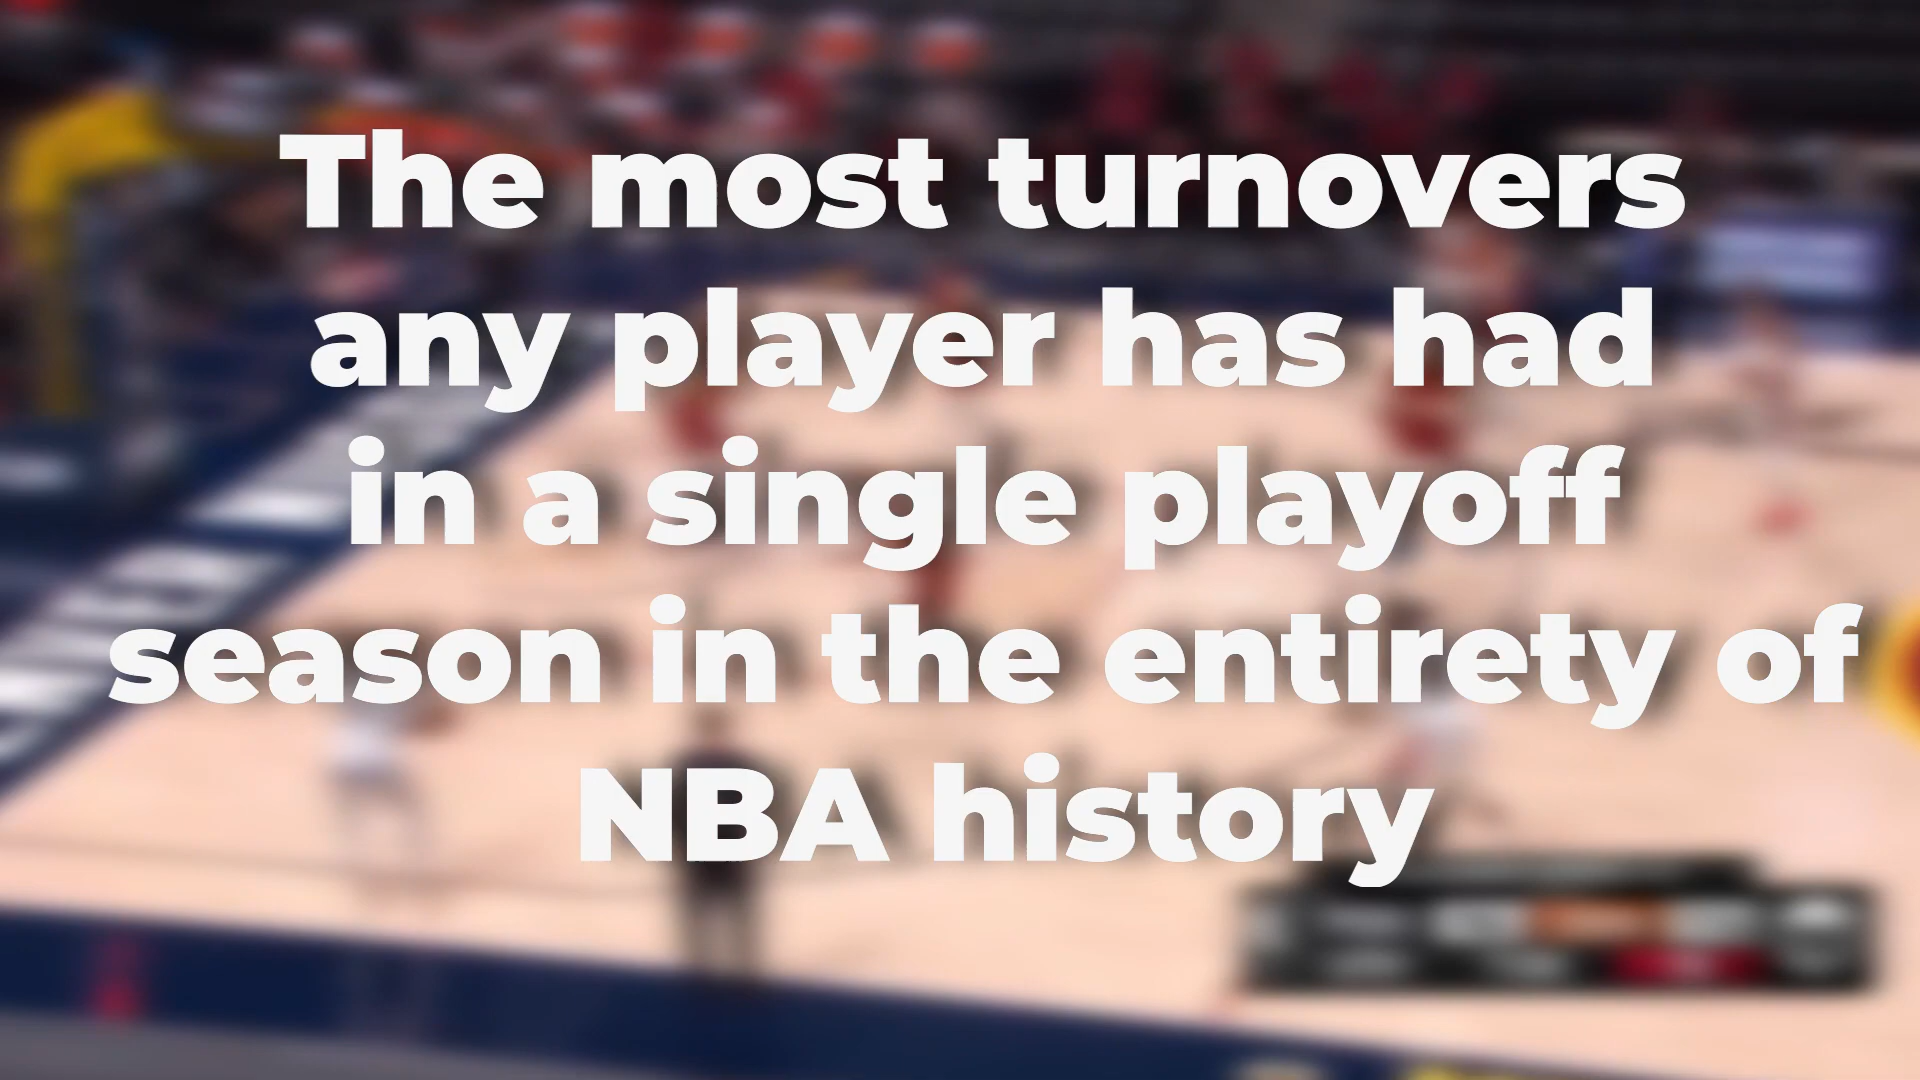 The most turnovers
any player has had
in a single playoff
season in the entirety of
NBA history